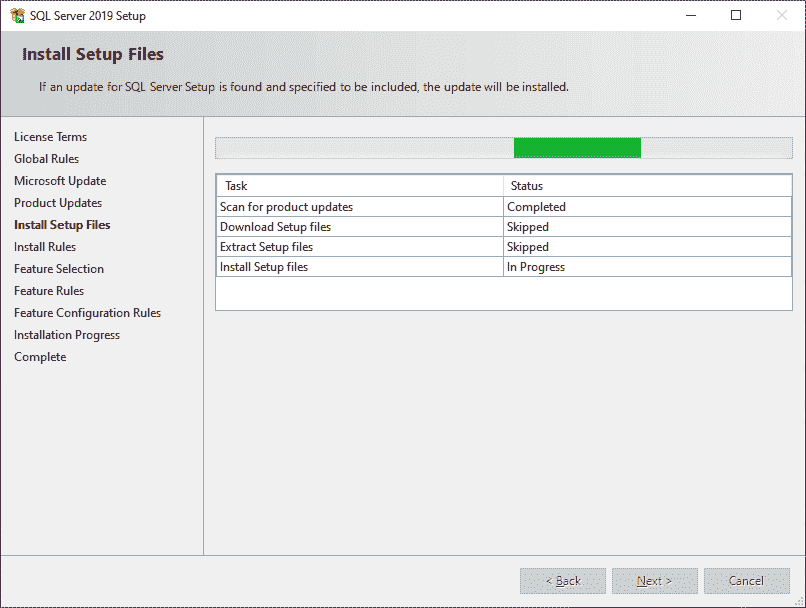 SQL Server 2019 Setup
Install Setup Files
If an update for SQL Server Setup is found and specified to be included, the update will be installed.
License Terms
Global Rules
Microsoft Update
Product Updates
Install Setup Files
Install Rules
Feature Selection
Feature Rules
Feature Configuration Rules
Installation Progress
Complete
Task Status
Scan for product updates Completed
Download Setup files Skipped
Extract Setup files Skipped
Install Setup files In Progress
< Back Next > Cancel